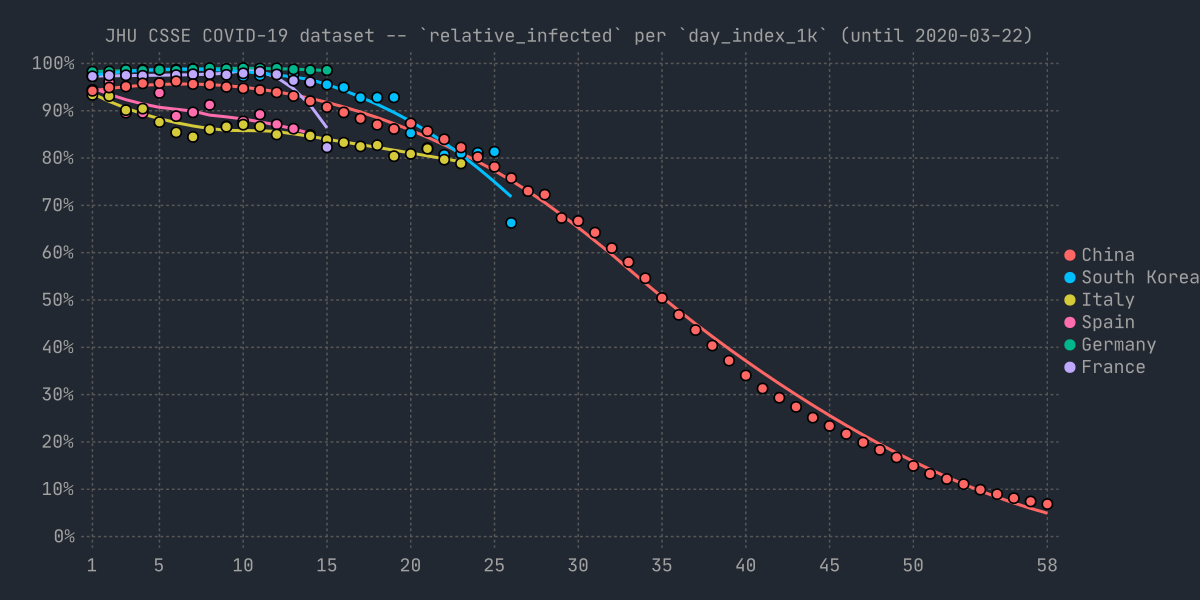 JHU CSSE COVID-19 dataset -- `relative_infected` per `day_index_1k` (until 2020-03-22)
100%
90%
80%
70%
60%
50%
40%
30%
20%
10%
0%
1 5 10 15 20 25 30 35 40 45 50 58
China
South Korea
Italy
Spain
Germany
France